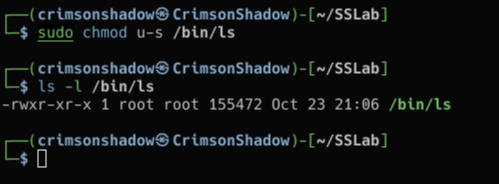 ┌──(crimsonshadow㉿CrimsonShadow)-[~/SSLab]
└─$ sudo chmod u-s /bin/ls
┌──(crimsonshadow㉿CrimsonShadow)-[~/SSLab]
└─$ ls -l /bin/ls
-rwxr-xr-x 1 root root 155472 Oct 23 21:06 /bin/ls
┌──(crimsonshadow㉿CrimsonShadow)-[~/SSLab]
└─$